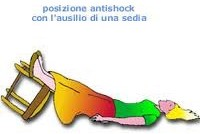 posizione antishock
con l'ausilio di una sedia